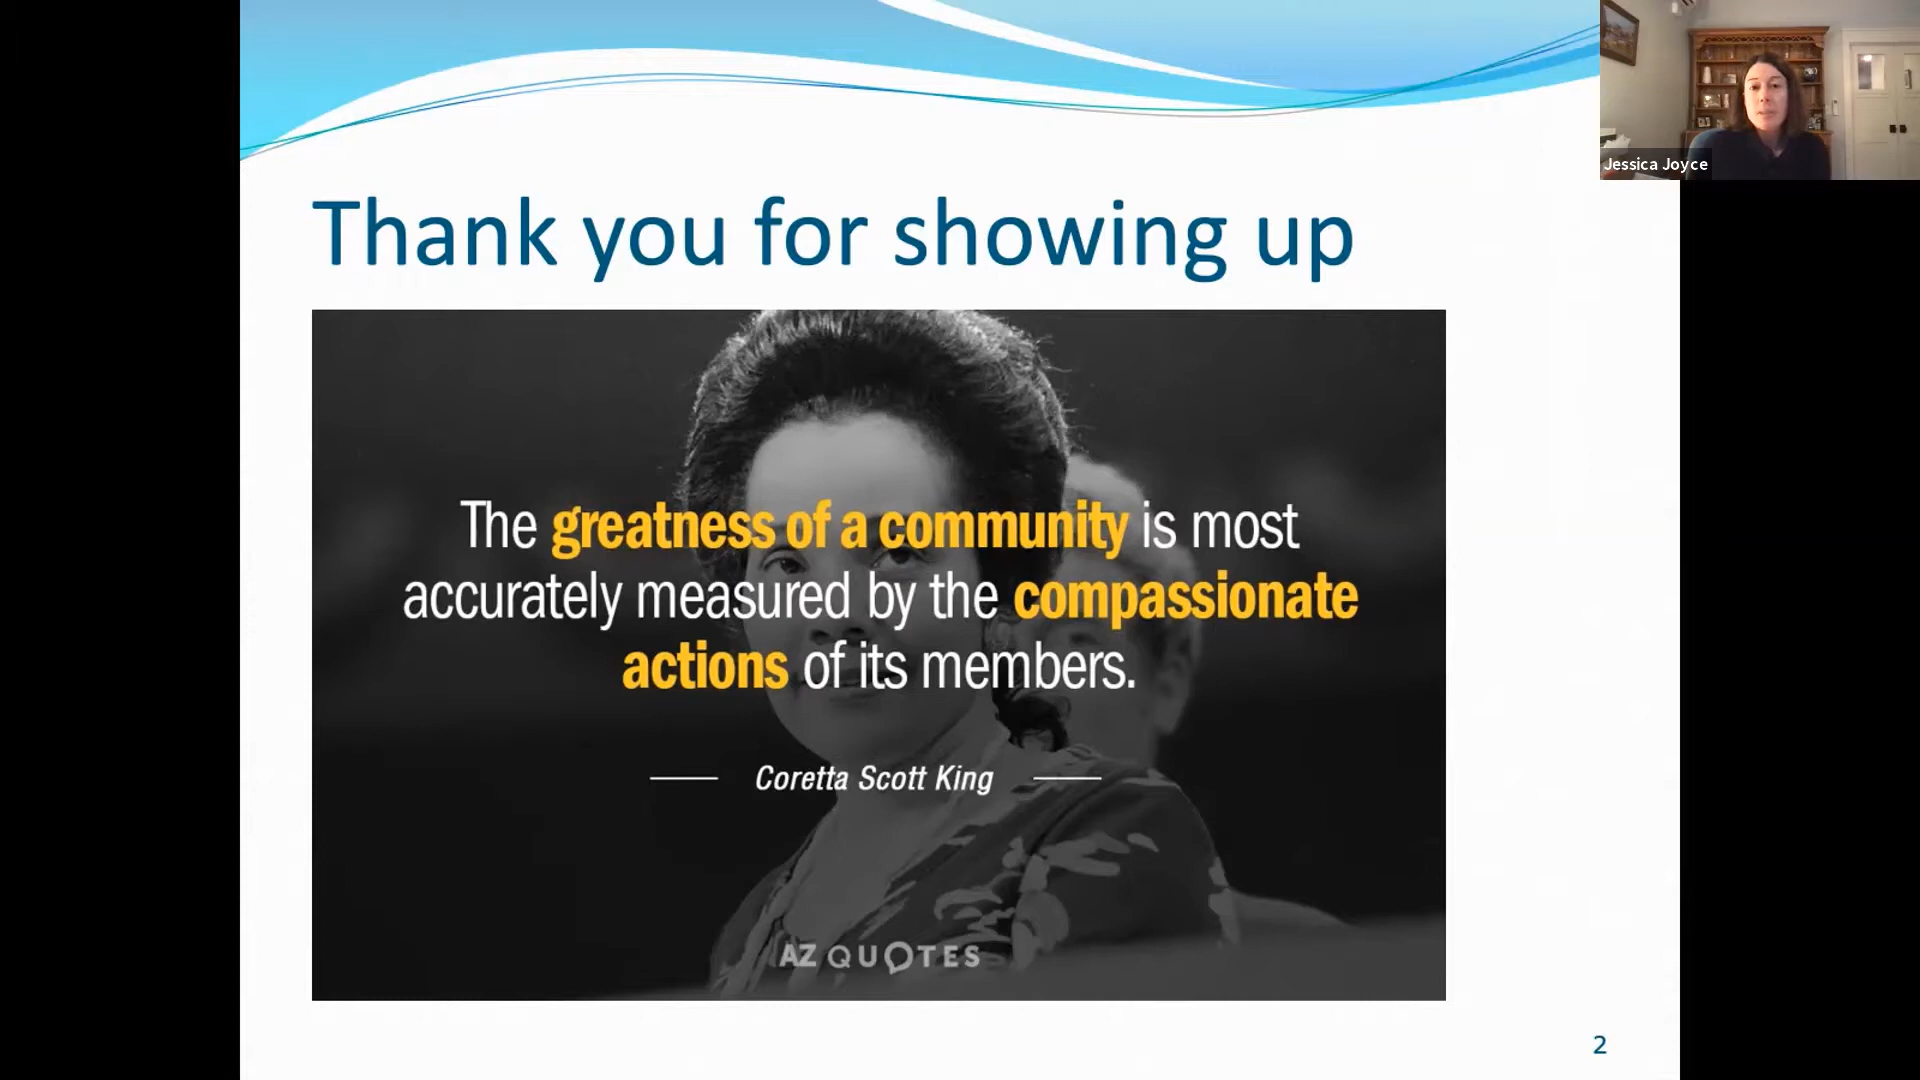 Jessica Joyce
Thank you for showing up
The greatness of a community is most
accurately measured by the compassionate
actions of its members.
Coretta Scott King
AZ QUOTES
2